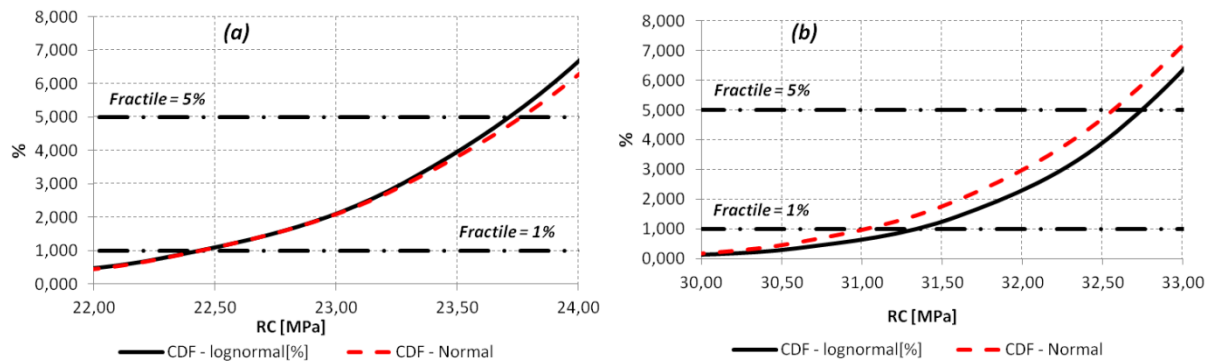 (a)
8,000
7,000
6,000
5,000
4,000
3,000
2,000
1,000
0,000
%
Fractile = 5%
Fractile = 1%
22,00 22,50 23,00 23,50 24,00
RC [MPa]
CDF - lognormal[%] CDF - Normal
(b)
8,000
7,000
6,000
5,000
4,000
3,000
2,000
1,000
0,000
%
Fractile = 5%
Fractile = 1%
30,00 30,50 31,00 31,50 32,00 32,50 33,00
RC [MPa]
CDF - lognormal[%] CDF - Normal